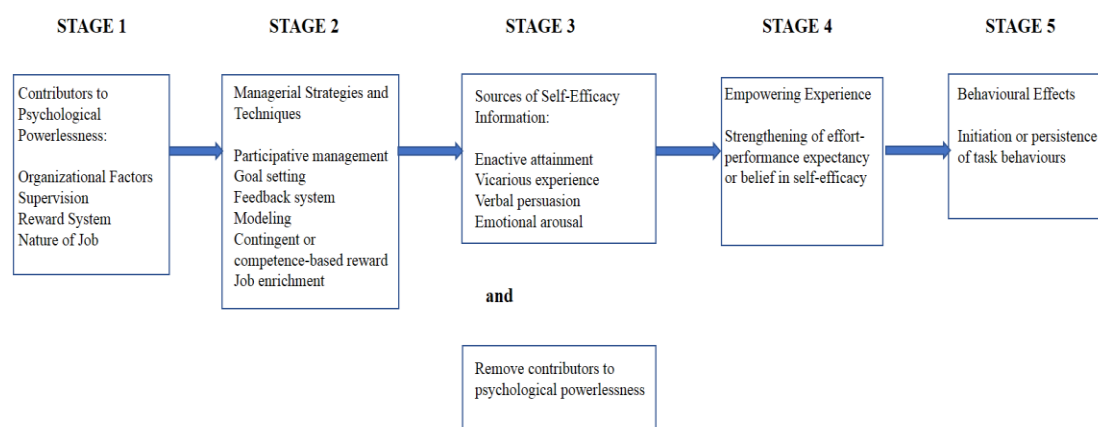 STAGE 1
STAGE 2
STAGE 3
STAGE 4
STAGE 5
Contributors to
Psychological
Powerlessness:
Organizational Factors
Supervision
Reward System
Nature of Job
Managerial Strategies and
Techniques
Participative management
Goal setting
Feedback system
Modeling
Contingent or
competence-based reward
Job enrichment
Sources of Self-Efficacy
Information:
Enactive attainment
Vicarious experience
Verbal persuasion
Emotional arousal
and
Remove contributors to
psychological powerlessness
Empowering Experience
Strengthening of effort-
performance expectancy
or belief in self-efficacy
Behavioural Effects
Initiation or persistence
of task behaviours